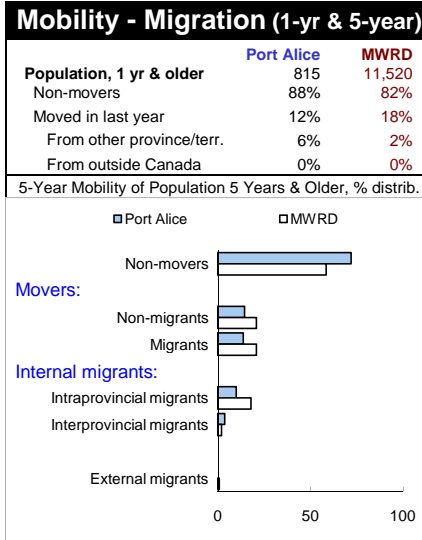 Mobility - Migration (1-yr & 5-year)
Port Alice MWRD
Population, 1 yr & older 815 11,520
Non-movers 88% 82%
Moved in last year 12% 18%
From other province/terr. 6% 2%
From outside Canada 0% 0%
5-Year Mobility of Population 5 Years & Older, % distrib.
Port Alice MWRD
Non-movers
Movers:
Non-migrants
Migrants
Internal migrants:
Intraprovincial migrants
Interprovincial migrants
External migrants
0 50 100